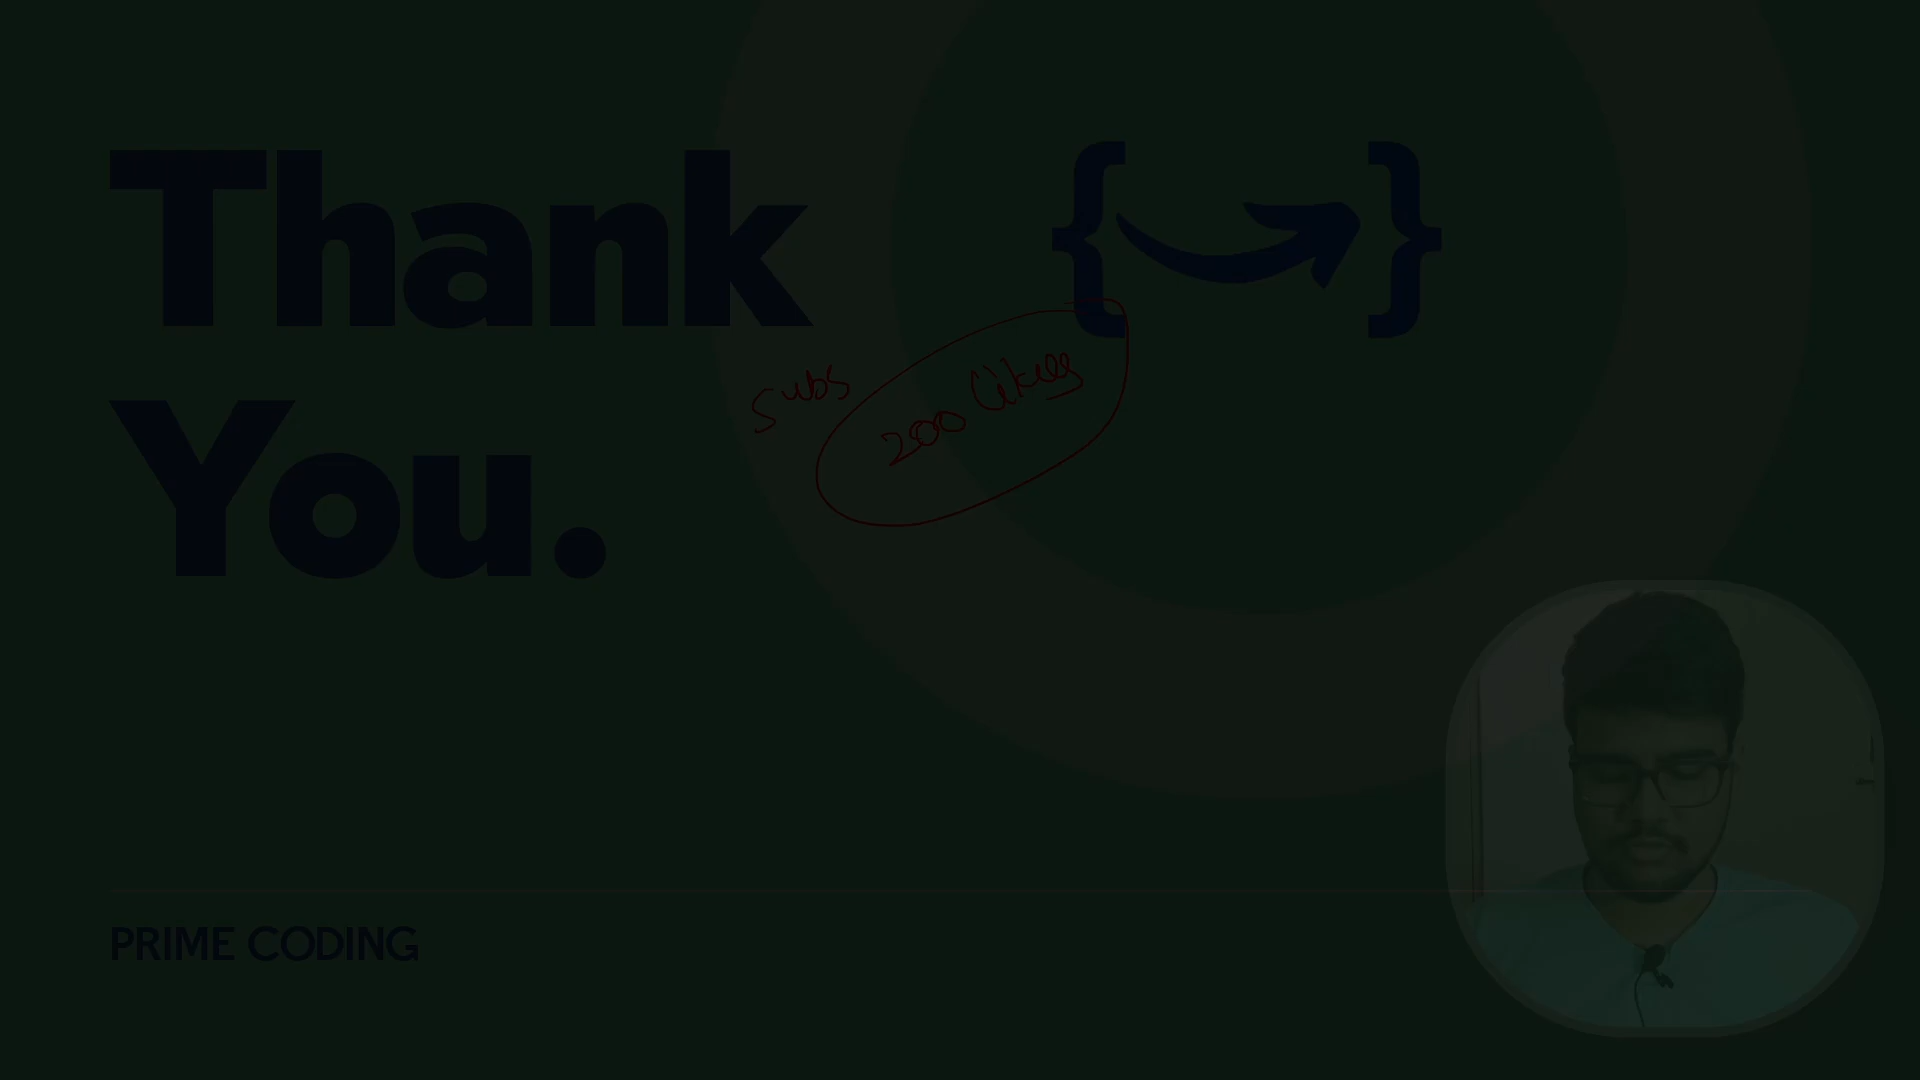 Thank
You.
Subs
200 Likes
PRIME CODING